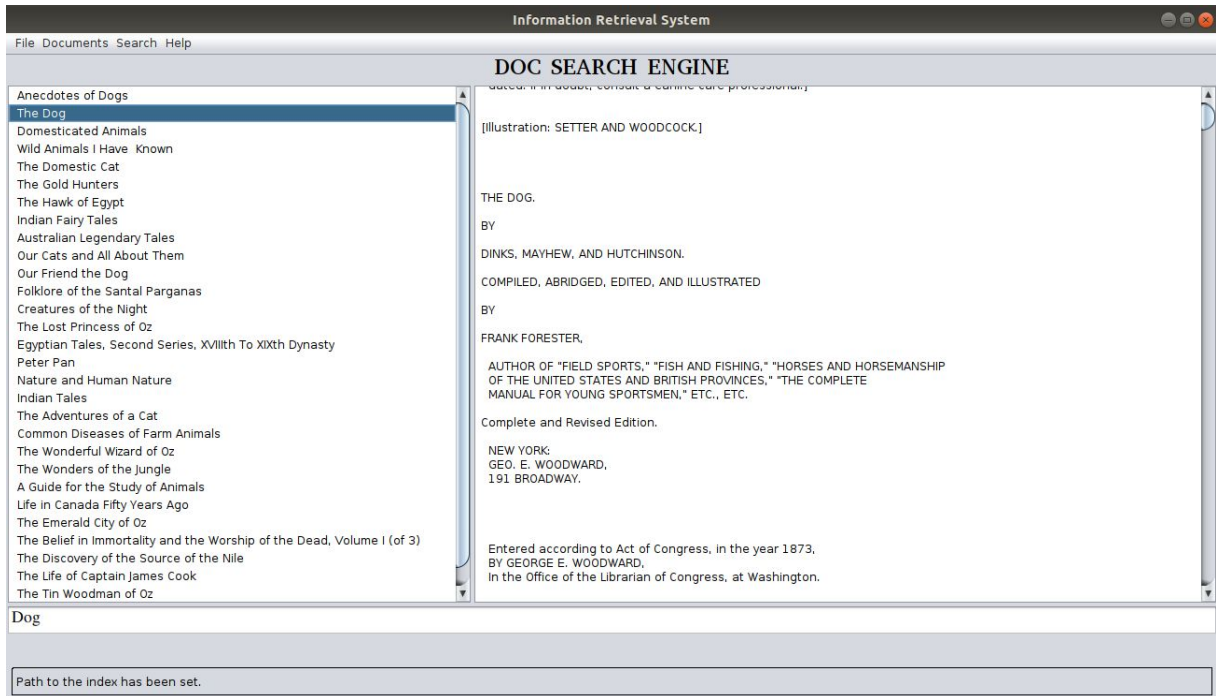 Information Retrieval System
File Documents Search Help
DOC SEARCH ENGINE
Anecdotes of Dogs
The Dog
Domesticated Animals
Wild Animals I Have Known
The Domestic Cat
The Gold Hunters
The Hawk of Egypt
Indian Fairy Tales
Australian Legendary Tales
Our Cats and All About Them
Our Friend the Dog
Folklore of the Santal Parganas
Creatures of the Night
The Lost Princess of Oz
Egyptian Tales, Second Series, XVIIIth To XIXth Dynasty
Peter Pan
Nature and Human Nature
Indian Tales
The Adventures of a Cat
Common Diseases of Farm Animals
The Wonderful Wizard of Oz
The Wonders of the Jungle
A Guide for the Study of Animals
Life in Canada Fifty Years Ago
The Emerald City of Oz
The Belief in Immortality and the Worship of the Dead, Volume I (of 3)
The Discovery of the Source of the Nile
The Life of Captain James Cook
The Tin Woodman of Oz
dated. If in doubt, consult a canine care professional.]
[Illustration: SETTER AND WOODCOCK.]
THE DOG.
BY
DINKS, MAYHEW, AND HUTCHINSON.
COMPILED, ABRIDGED, EDITED, AND ILLUSTRATED
BY
FRANK FORESTER,
AUTHOR OF "FIELD SPORTS," "FISH AND FISHING," "HORSES AND HORSEMANSHIP
OF THE UNITED STATES AND BRITISH PROVINCES," "THE COMPLETE
MANUAL FOR YOUNG SPORTSMEN," ETC., ETC.
Complete and Revised Edition.
NEW YORK:
GEO. E. WOODWARD,
191 BROADWAY.
Entered according to Act of Congress, in the year 1873,
BY GEORGE E. WOODWARD,
In the Office of the Librarian of Congress, at Washington.
Dog
Path to the index has been set.